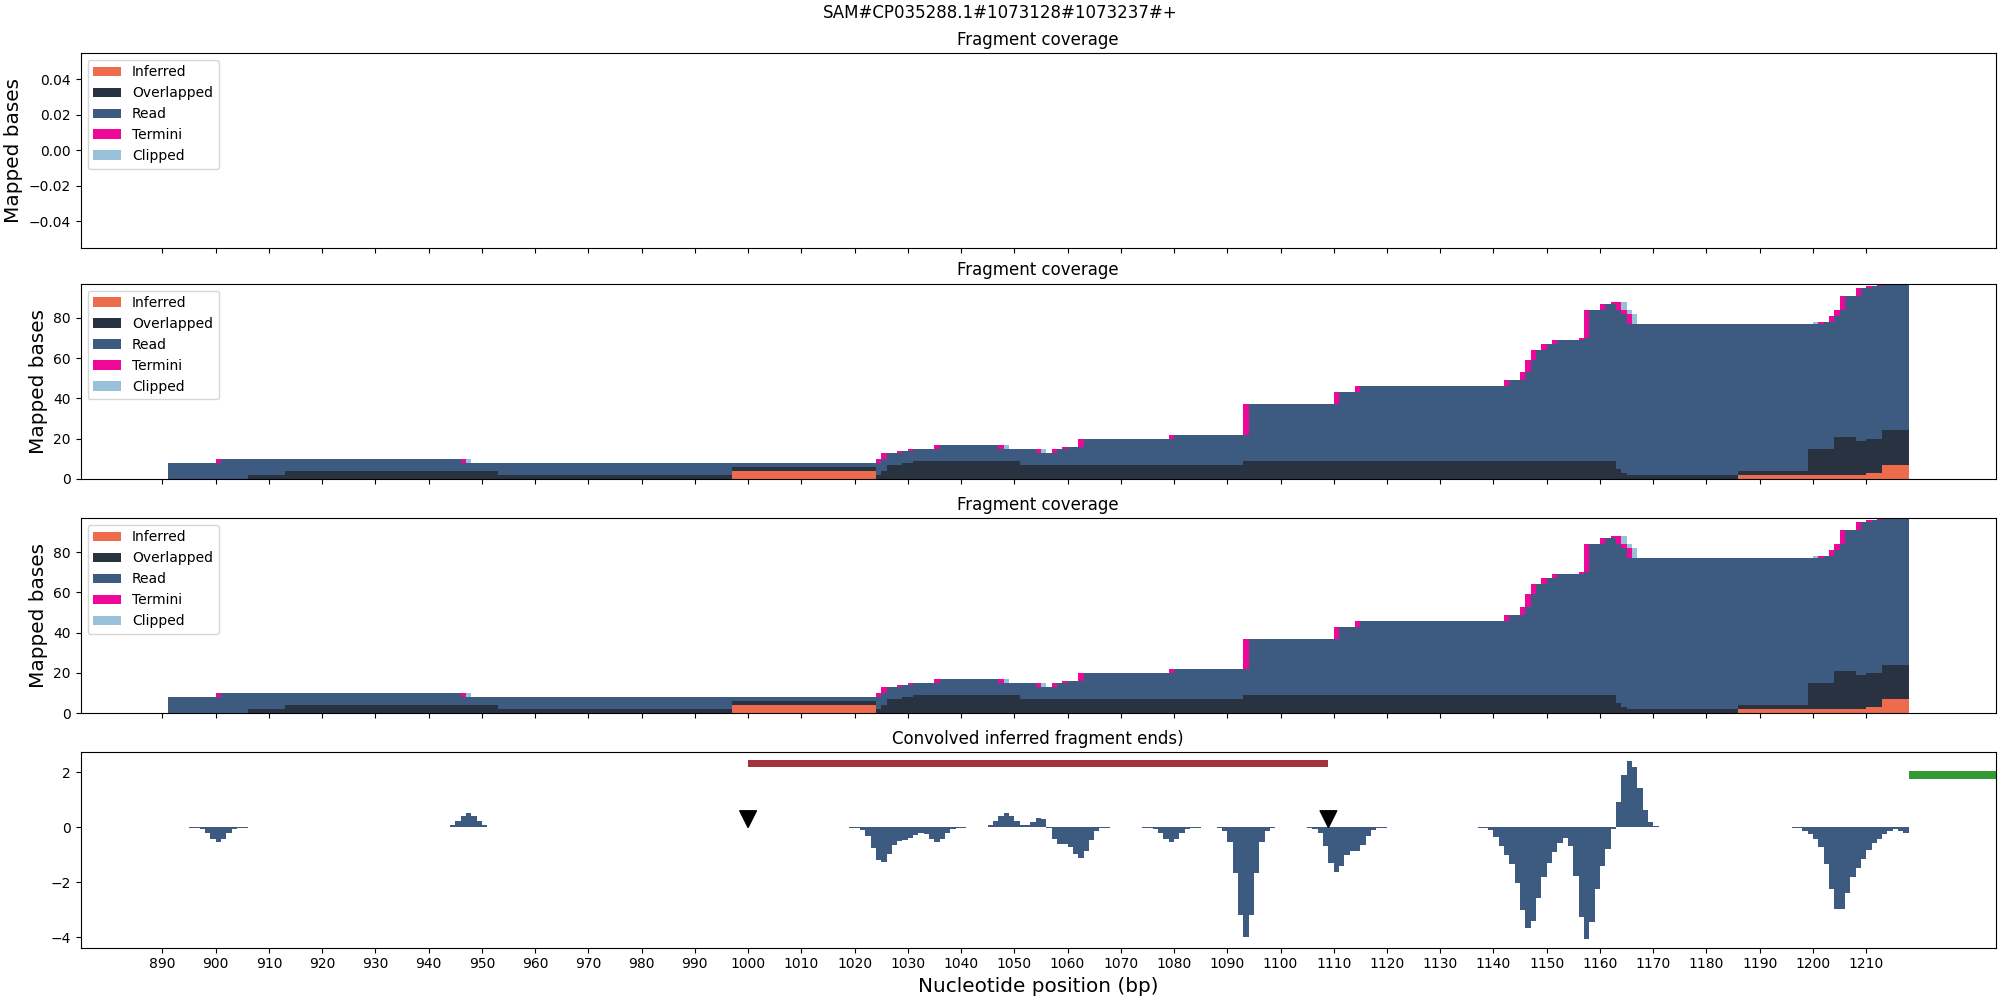 SAM#CP035288.1#1073128#1073237#+
Fragment coverage
Mapped bases
0.04
0.02
0.00
−0.02
−0.04
Inferred
Overlapped
Read
Termini
Clipped
Fragment coverage
Mapped bases
80
60
40
20
0
Inferred
Overlapped
Read
Termini
Clipped
Fragment coverage
Mapped bases
80
60
40
20
0
Inferred
Overlapped
Read
Termini
Clipped
Convolved inferred fragment ends)
2
0
−2
−4
890 900 910 920 930 940 950 960 970 980 990 1000 1010 1020 1030 1040 1050 1060 1070 1080 1090 1100 1110 1120 1130 1140 1150 1160 1170 1180 1190 1200 1210
Nucleotide position (bp)